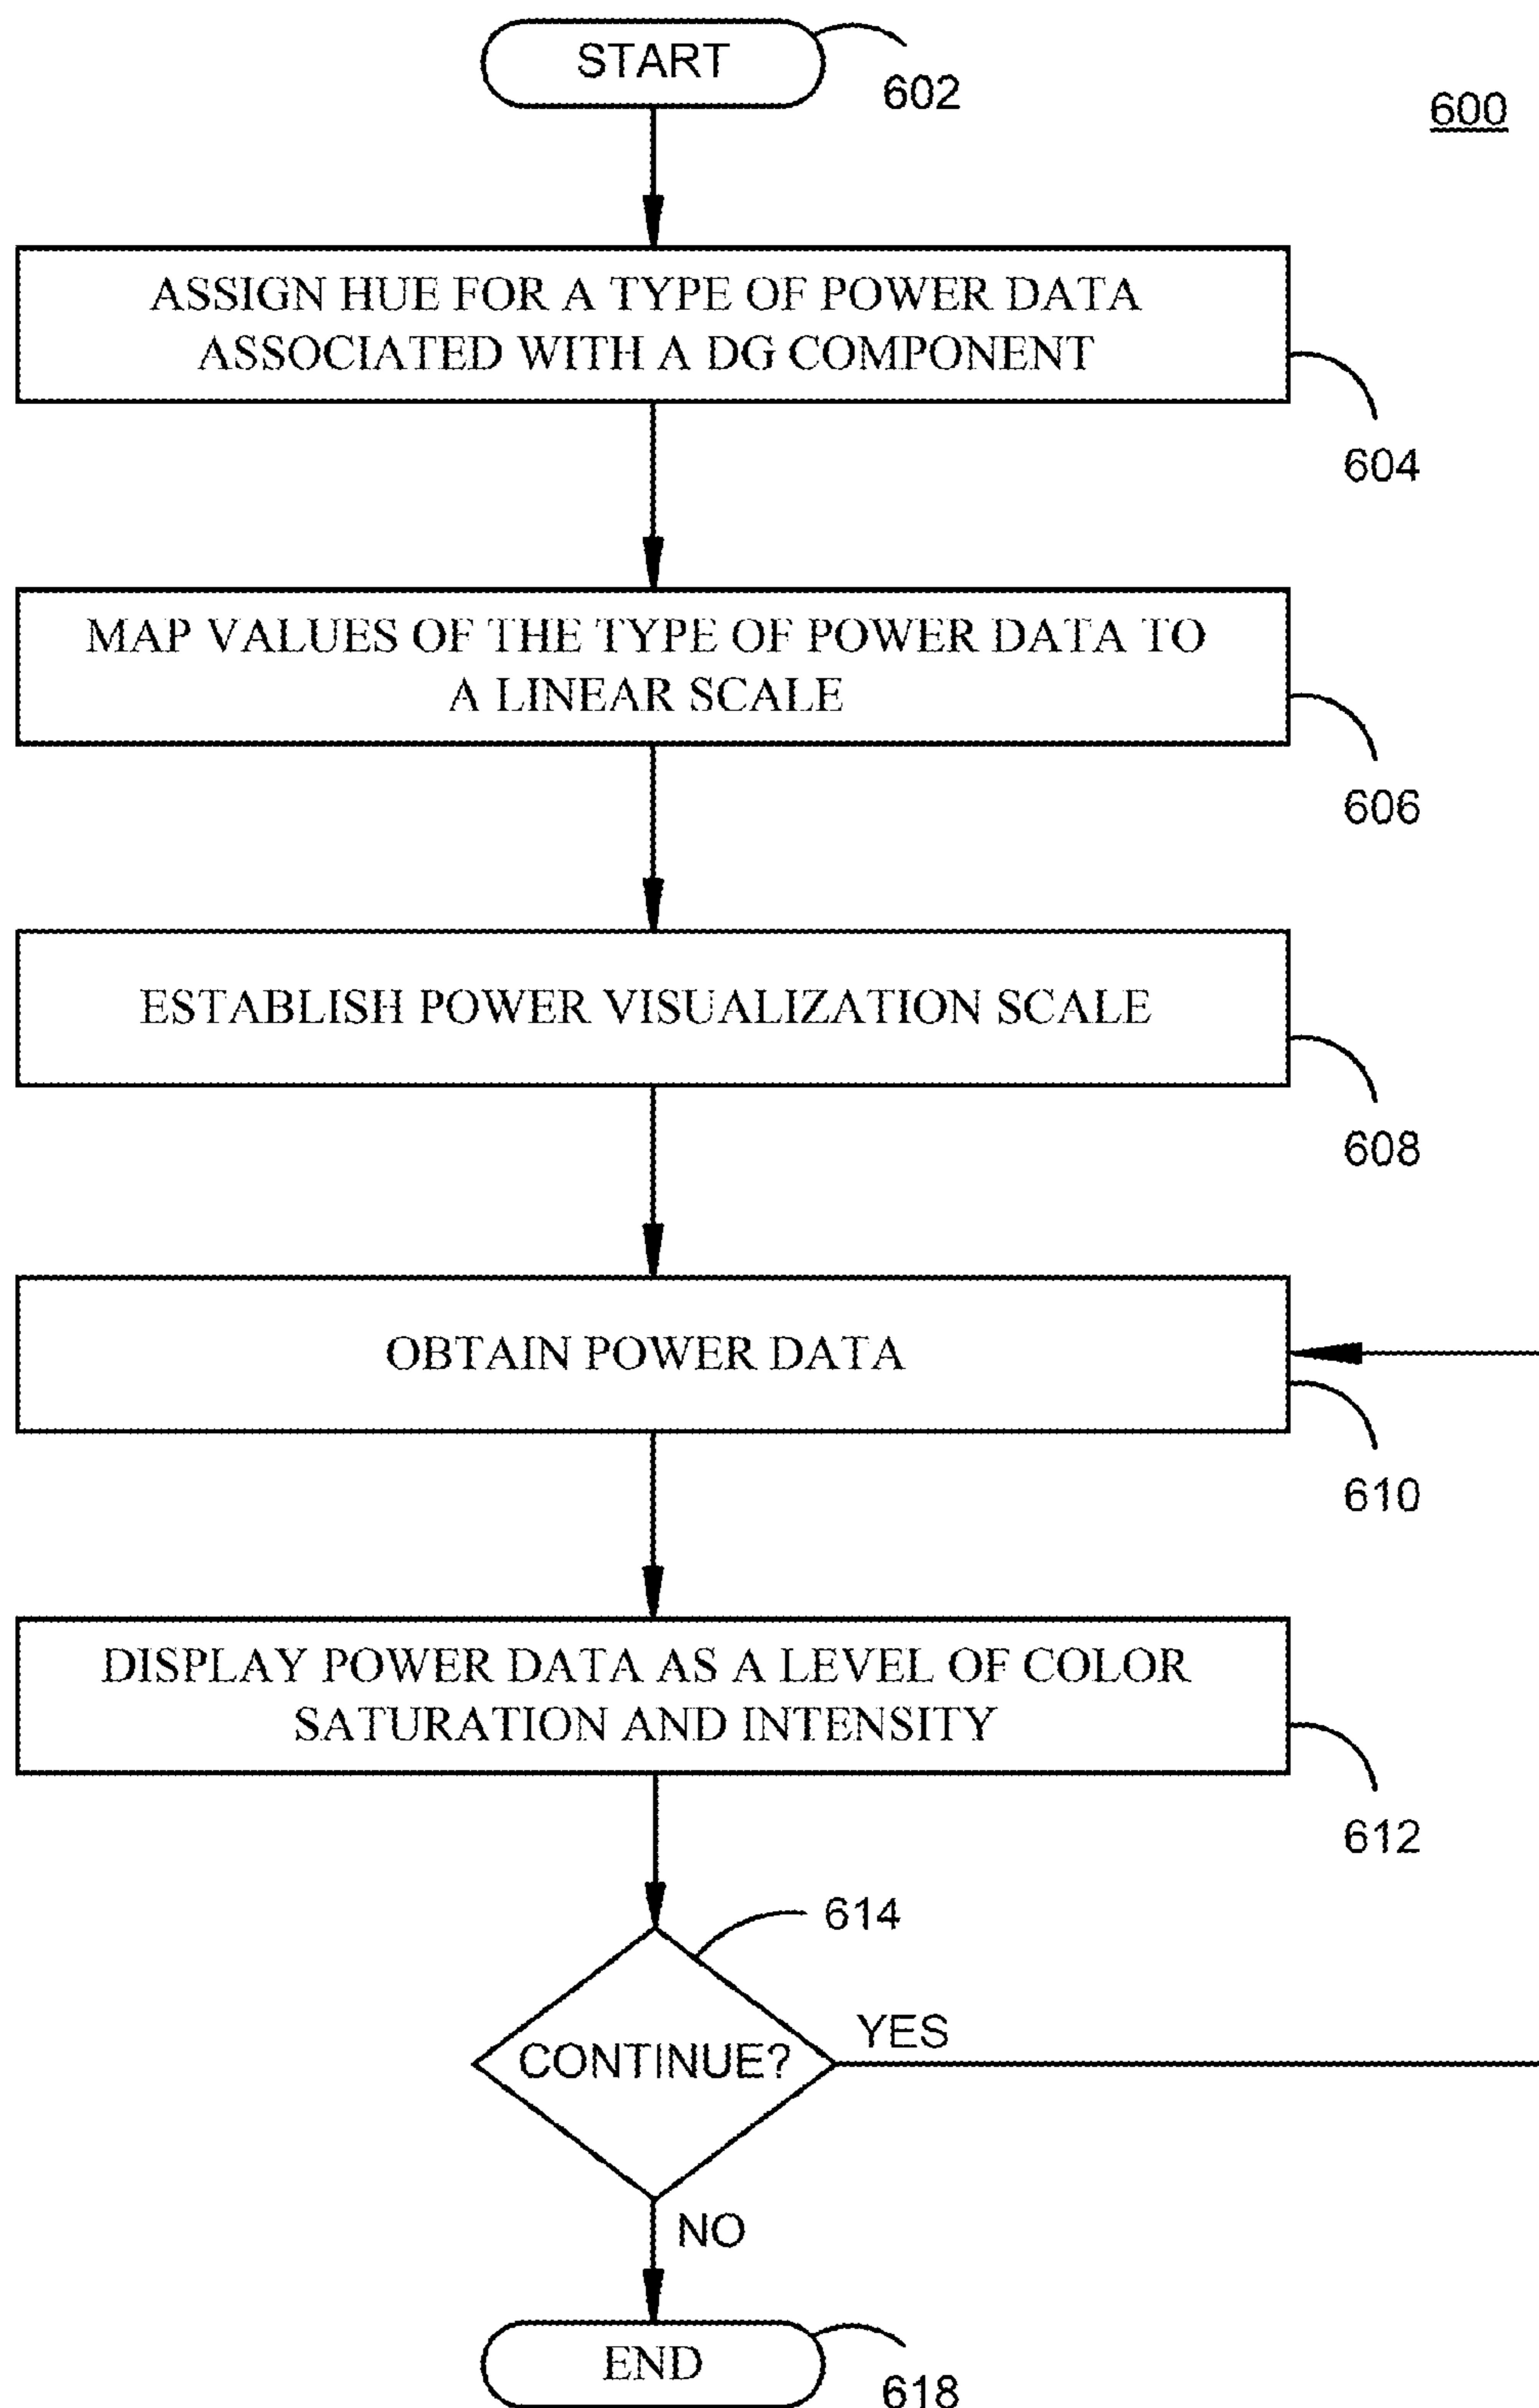 START
602
600
ASSIGN HUE FOR A TYPE OF POWER DATA
ASSOCIATED WITH A DG COMPONENT
604
MAP VALUES OF THE TYPE OF POWER DATA TO
A LINEAR SCALE
606
ESTABLISH POWER VISUALIZATION SCALE
608
OBTAIN POWER DATA
610
DISPLAY POWER DATA AS A LEVEL OF COLOR
SATURATION AND INTENSITY
612
614
CONTINUE?
YES
NO
END
618